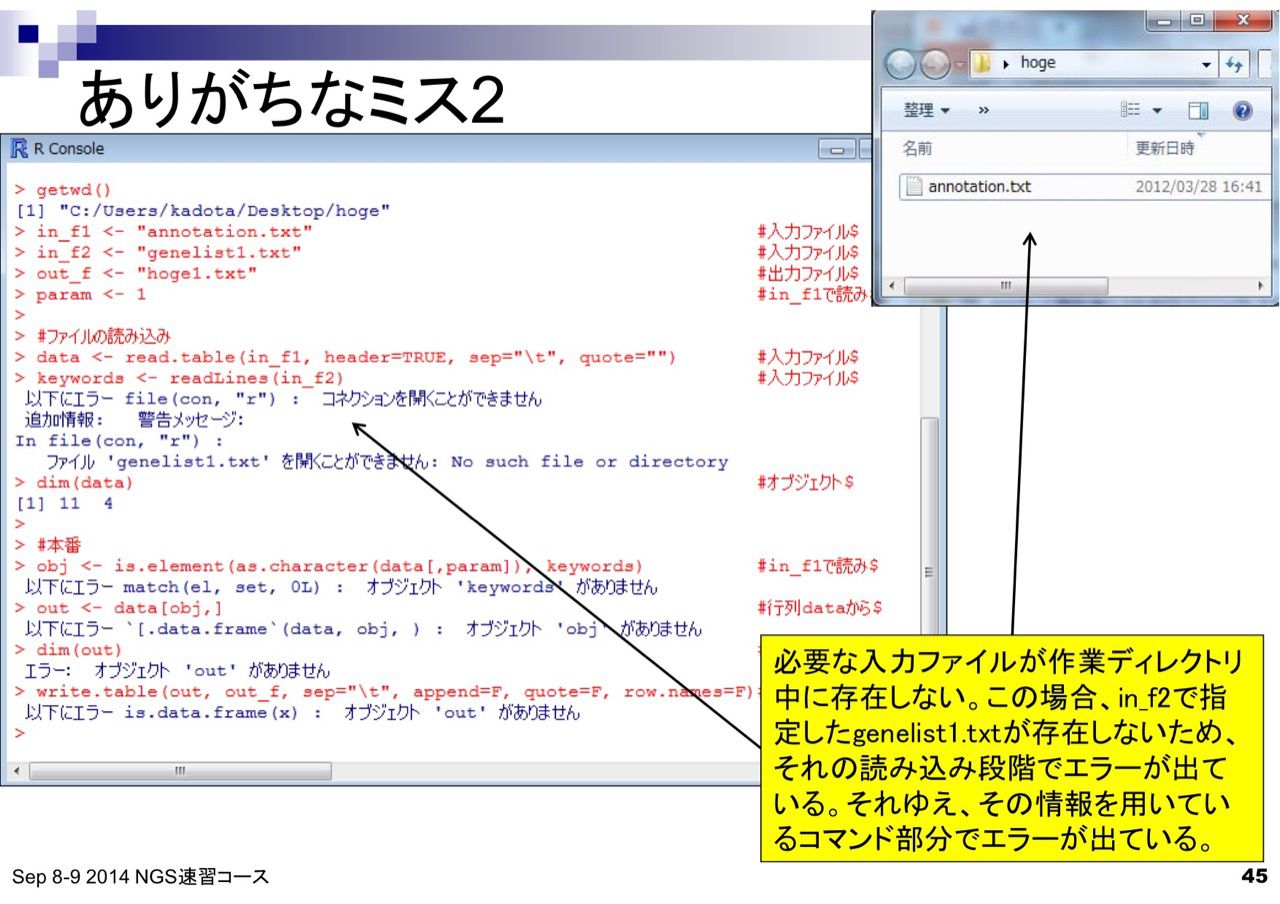 ありがちなミス2
R Console
> getwd()
[1] "C:/Users/kadota/Desktop/hoge"
> in_f1 <- "annotation.txt" #入力ファイル$
> in_f2 <- "genelist1.txt" #入力ファイル$
> out_f <- "hoge1.txt" #出力ファイル$
> param <- 1 #in_f1で読み
>
> #ファイルの読み込み
> data <- read.table(in_f1, header=TRUE, sep="\t", quote="") #入力ファイル$
> keywords <- readLines(in_f2) #入力ファイル$
以下にエラー file(con, "r") : コネクションを開くことができません
追加情報: 警告メッセージ:
In file(con, "r") :
ファイル 'genelist1.txt' を開くことができません: No such file or directory
> dim(data) #オブジェクト$
[1] 11 4
>
> #本番
> obj <- is.element(as.character(data[,param]), keywords) #in_f1で読み$
以下にエラー match(el, set, 0L) : オブジェクト 'keywords' がありません
> out <- data[obj,] #行列dataから$
以下にエラー `[.data.frame`(data, obj, ) : オブジェクト 'obj' がありません
> dim(out)
エラー: オブジェクト 'out' がありません
> write.table(out, out_f, sep="\t", append=F, quote=F, row.names=F)
以下にエラー is.data.frame(x) : オブジェクト 'out' がありません
>
hoge
整理 »
名前 更新日時
annotation.txt 2012/03/28 16:41
必要な入力ファイルが作業ディレクトリ
中に存在しない。この場合、in_f2で指
定したgenelist1.txtが存在しないため、
それの読み込み段階でエラーが出て
いる。それゆえ、その情報を用いてい
るコマンド部分でエラーが出ている。
Sep 8-9 2014 NGS速習コース
45